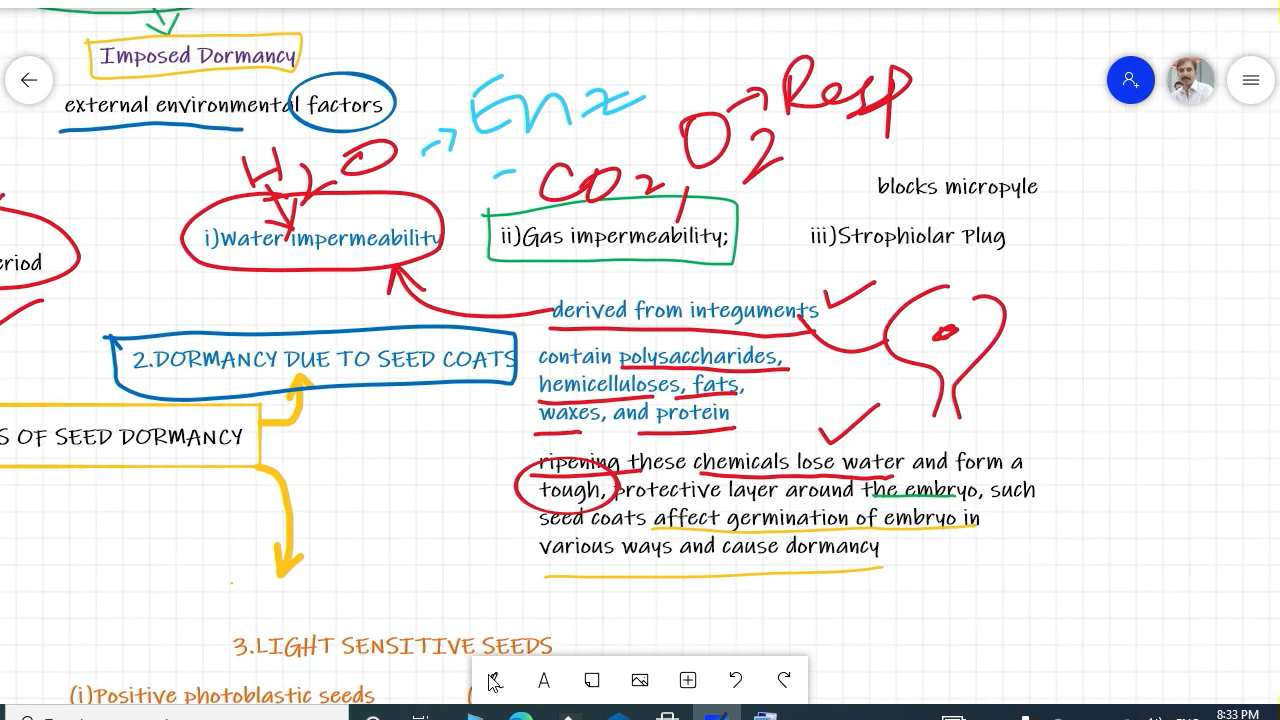 Imposed Dormancy
external environmental factors
Enz
O2
Resp
H2O
CO2,
blocks micropyle
i)Water impermeability
ii)Gas impermeability;
iii)Strophiolar Plug
eriod
derived from integuments
2.DORMANCY DUE TO SEED COATS
contain polysaccharides,
hemicelluloses, fats,
waxes, and protein
S OF SEED DORMANCY
ripening these chemicals lose water and form a
tough, protective layer around the embryo, such
seed coats affect germination of embryo in
various ways and cause dormancy
3.LIGHT SENSITIVE SEEDS
(i)Positive photoblastic seeds
(
A
8:33 PM